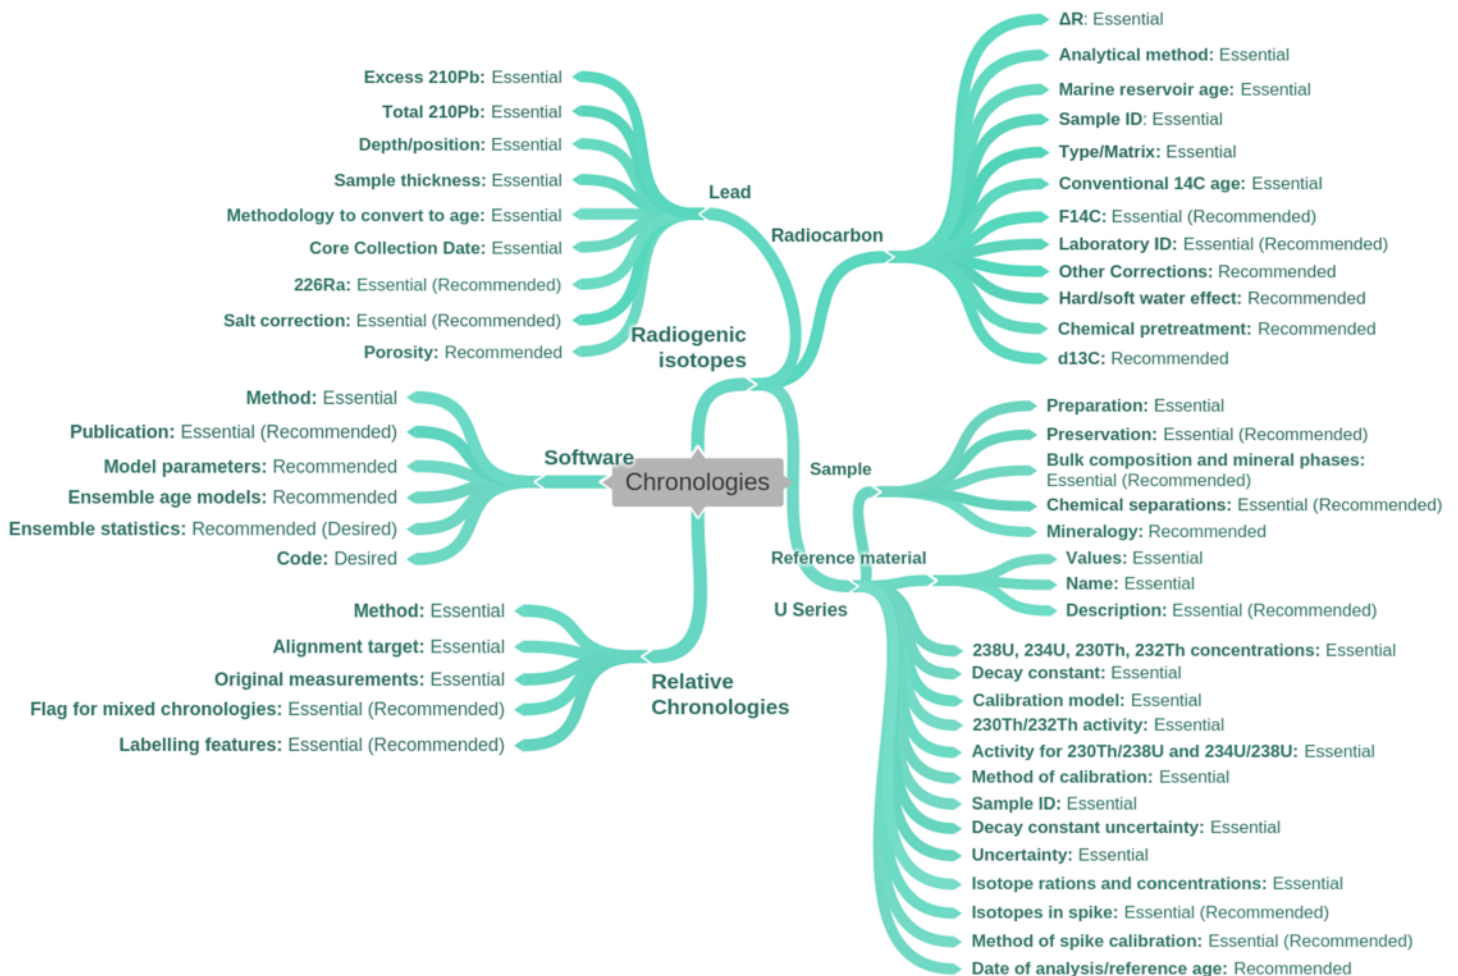 Chronologies
Radiogenic
isotopes
Lead
Excess 210Pb: Essential
Total 210Pb: Essential
Depth/position: Essential
Sample thickness: Essential
Methodology to convert to age: Essential
Core Collection Date: Essential
226Ra: Essential (Recommended)
Salt correction: Essential (Recommended)
Porosity: Recommended
Radiocarbon
ΔR: Essential
Analytical method: Essential
Marine reservoir age: Essential
Sample ID: Essential
Type/Matrix: Essential
Conventional 14C age: Essential
F14C: Essential (Recommended)
Laboratory ID: Essential (Recommended)
Other Corrections: Recommended
Hard/soft water effect: Recommended
Chemical pretreatment: Recommended
d13C: Recommended
U Series
Sample
Preparation: Essential
Preservation: Essential (Recommended)
Bulk composition and mineral phases:
Essential (Recommended)
Chemical separations: Essential (Recommended)
Mineralogy: Recommended
Reference material
Values: Essential
Name: Essential
Description: Essential (Recommended)
238U, 234U, 230Th, 232Th concentrations: Essential
Decay constant: Essential
Calibration model: Essential
230Th/232Th activity: Essential
Activity for 230Th/238U and 234U/238U: Essential
Method of calibration: Essential
Sample ID: Essential
Decay constant uncertainty: Essential
Uncertainty: Essential
Isotope rations and concentrations: Essential
Isotopes in spike: Essential (Recommended)
Method of spike calibration: Essential (Recommended)
Date of analysis/reference age: Recommended
Software
Method: Essential
Publication: Essential (Recommended)
Model parameters: Recommended
Ensemble age models: Recommended
Ensemble statistics: Recommended (Desired)
Code: Desired
Relative
Chronologies
Method: Essential
Alignment target: Essential
Original measurements: Essential
Flag for mixed chronologies: Essential (Recommended)
Labelling features: Essential (Recommended)